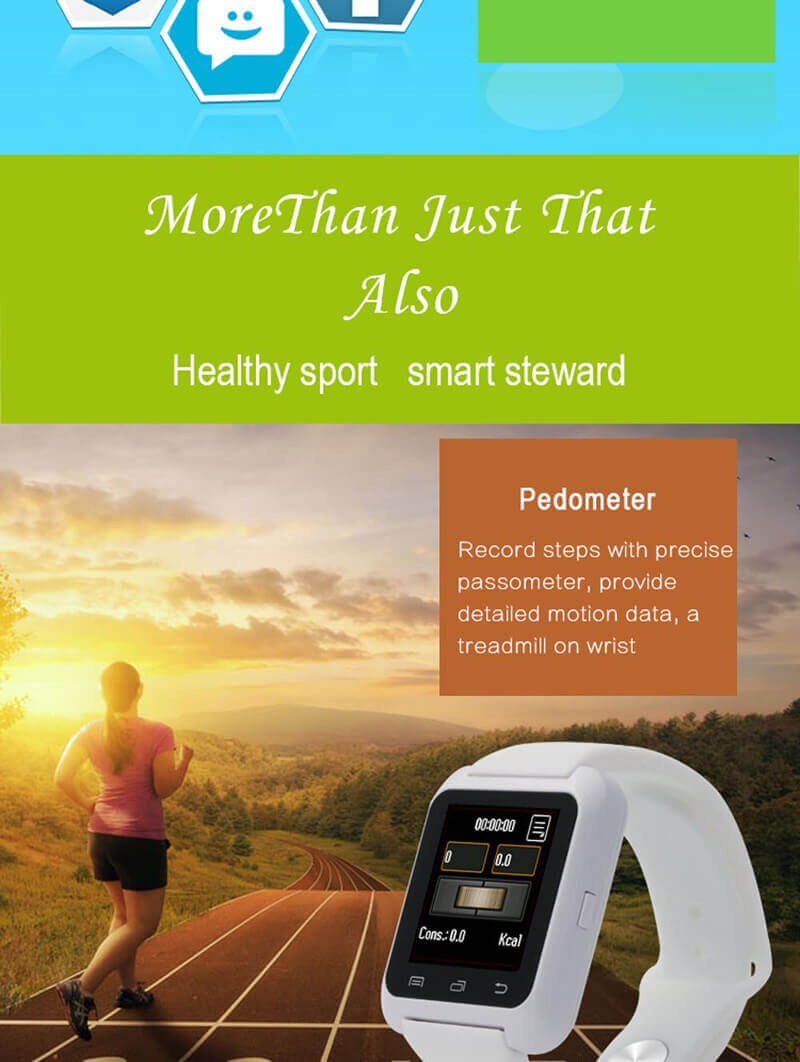 MoreThan Just That
Also
Healthy sport smart steward
Pedometer
Record steps with precise
passometer, provide
detailed motion data, a
treadmill on wrist
00:00:00
0 0.0
Cons.:0.0 Kcal